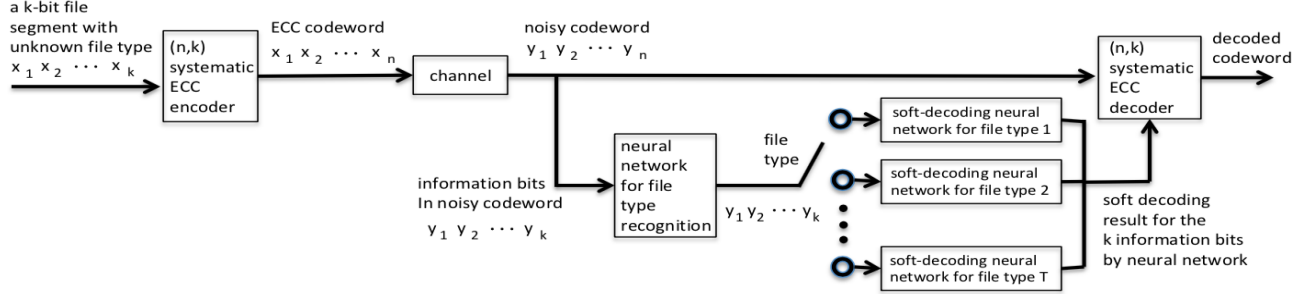 a k-bit file
segment with
unknown file type
x 1 x 2 ··· x k
(n,k)
systematic
ECC
encoder
ECC codeword
x 1 x 2 ··· x n
channel
noisy codeword
y 1 y 2 ··· y n
(n,k)
systematic
ECC
decoder
decoded
codeword
information bits
In noisy codeword
y 1 y 2 ··· y k
neural
network
for file
type
recognition
file
type
y 1 y 2 ··· y k
soft-decoding neural
network for file type 1
soft-decoding neural
network for file type 2
soft-decoding neural
network for file type T
soft decoding
result for the
k information bits
by neural network